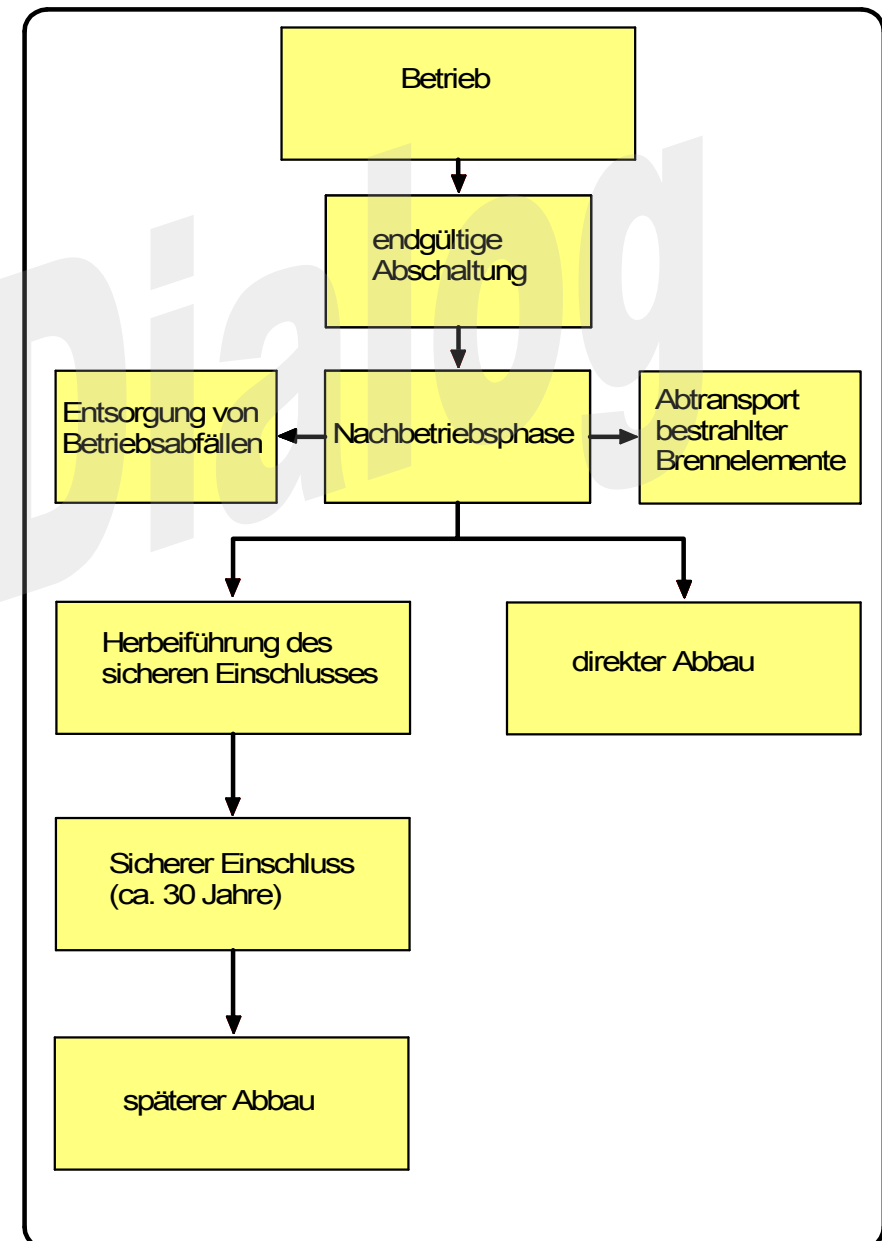 Betrieb
endgültige
Abschaltung
Entsorgung von
Betriebsabfällen
Nachbetriebsphase
Abtransport
bestrahlter
Brennelemente
Herbeiführung des
sicheren Einschlusses
direkter Abbau
Sicherer Einschluss
(ca. 30 Jahre)
späterer Abbau
Dialog